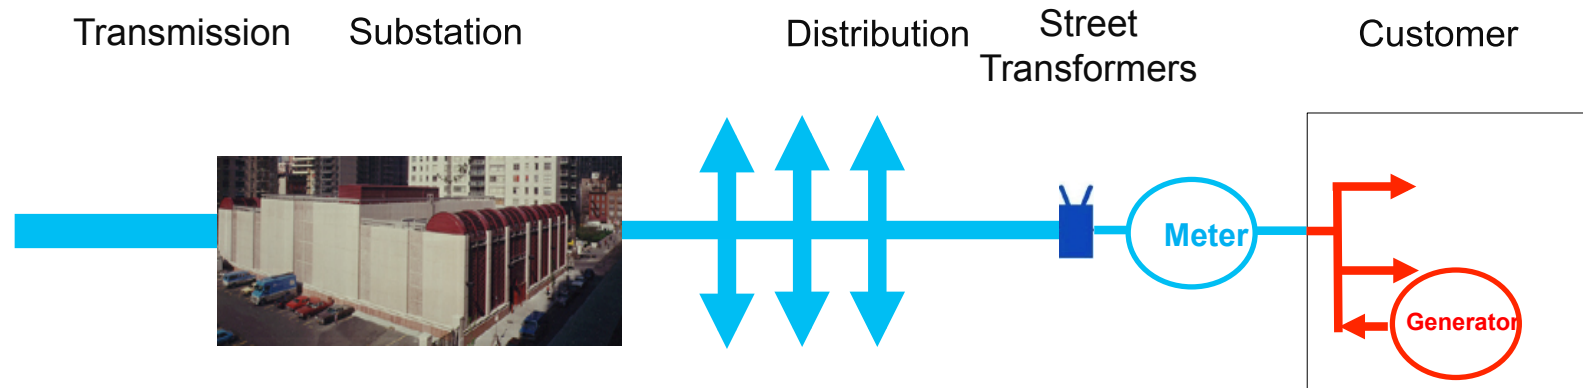 Transmission
Substation
Distribution
Street
Transformers
Customer
Meter
Generator